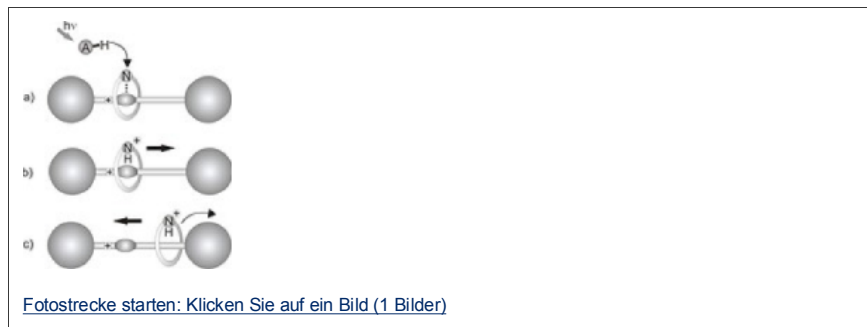 hν
A H
N
+
a)
N +
H
+
b)
N +
H
+
c)
Fotostrecke starten: Klicken Sie auf ein Bild (1 Bilder)